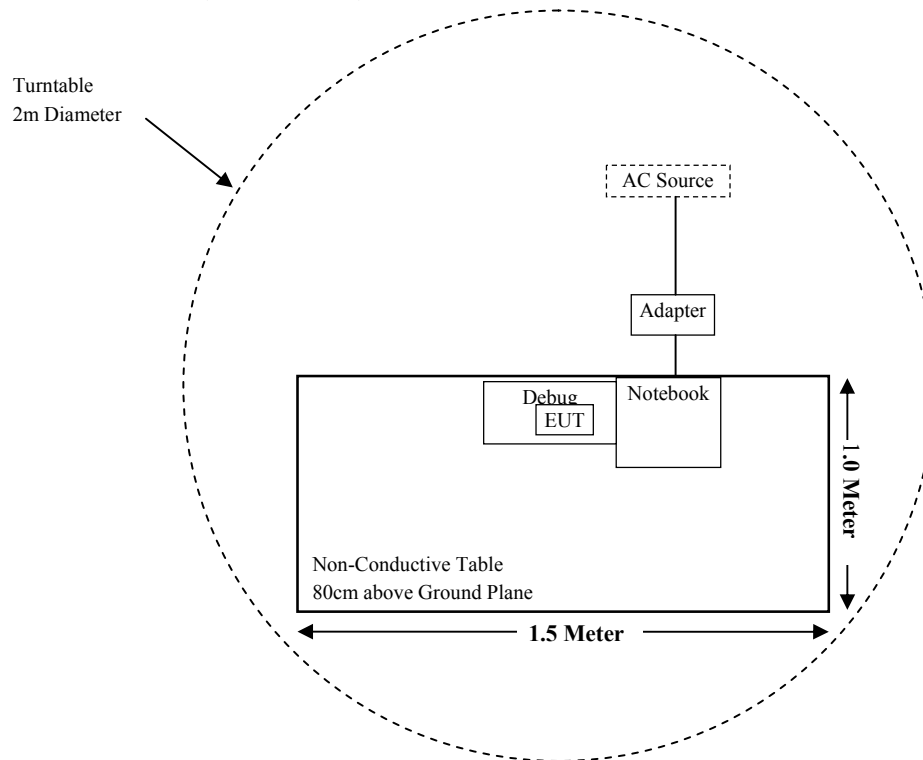 Turntable
2m Diameter
AC Source
Adapter
Debug
Notebook
EUT
1.0 Meter
Non-Conductive Table
80cm above Ground Plane
1.5 Meter